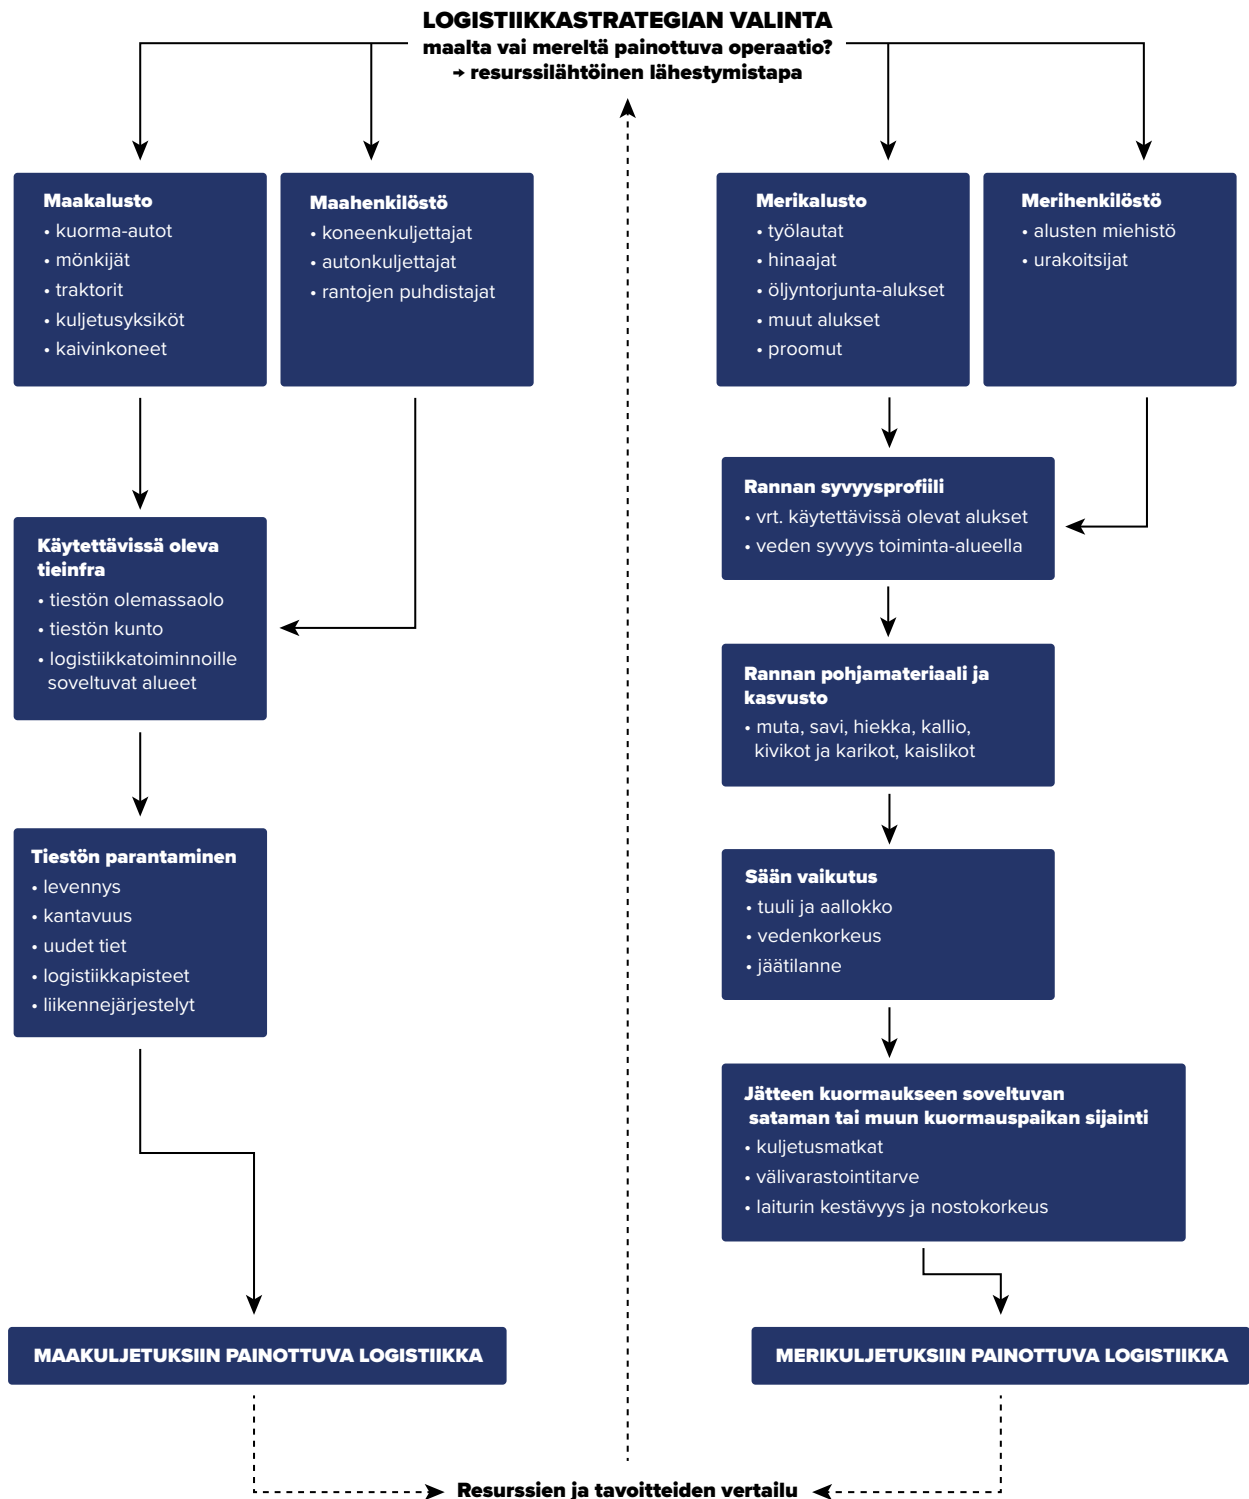 LOGISTIIKKASTRATEGIAN VALINTA
maalta vai mereltä painottuva operaatio?
→ resurssilähtöinen lähestymistapa
Maakalusto
• kuorma-autot
• mönkijät
• traktorit
• kuljetusyksiköt
• kaivinkoneet
Maahenkilöstö
• koneenkuljettajat
• autonkuljettajat
• rantojen puhdistajat
Merikalusto
• työlautat
• hinaajat
• öljyntorjunta-alukset
• muut alukset
• proomut
Merihenkilöstö
• alusten miehistö
• urakoitsijat
Käytettävissä oleva
tieinfra
• tiestön olemassaolo
• tiestön kunto
• logistiikkatoiminnoille
soveltuvat alueet
Tiestön parantaminen
• levennys
• kantavuus
• uudet tiet
• logistiikkapisteet
• liikennejärjestelyt
Rannan syvyysprofiili
• vrt. käytettävissä olevat alukset
• veden syvyys toiminta-alueella
Rannan pohjamateriaali ja
kasvusto
• muta, savi, hiekka, kallio,
kivikot ja karikot, kaislikot
Sään vaikutus
• tuuli ja aallokko
• vedenkorkeus
• jäätilanne
Jätteen kuormaukseen soveltuvan
sataman tai muun kuormauspaikan sijainti
• kuljetusmatkat
• välivarastointitarve
• laiturin kestävyys ja nostokorkeus
MAAKULJETUKSIIN PAINOTTUVA LOGISTIIKKA
MERIKULJETUKSIIN PAINOTTUVA LOGISTIIKKA
Resurssien ja tavoitteiden vertailu